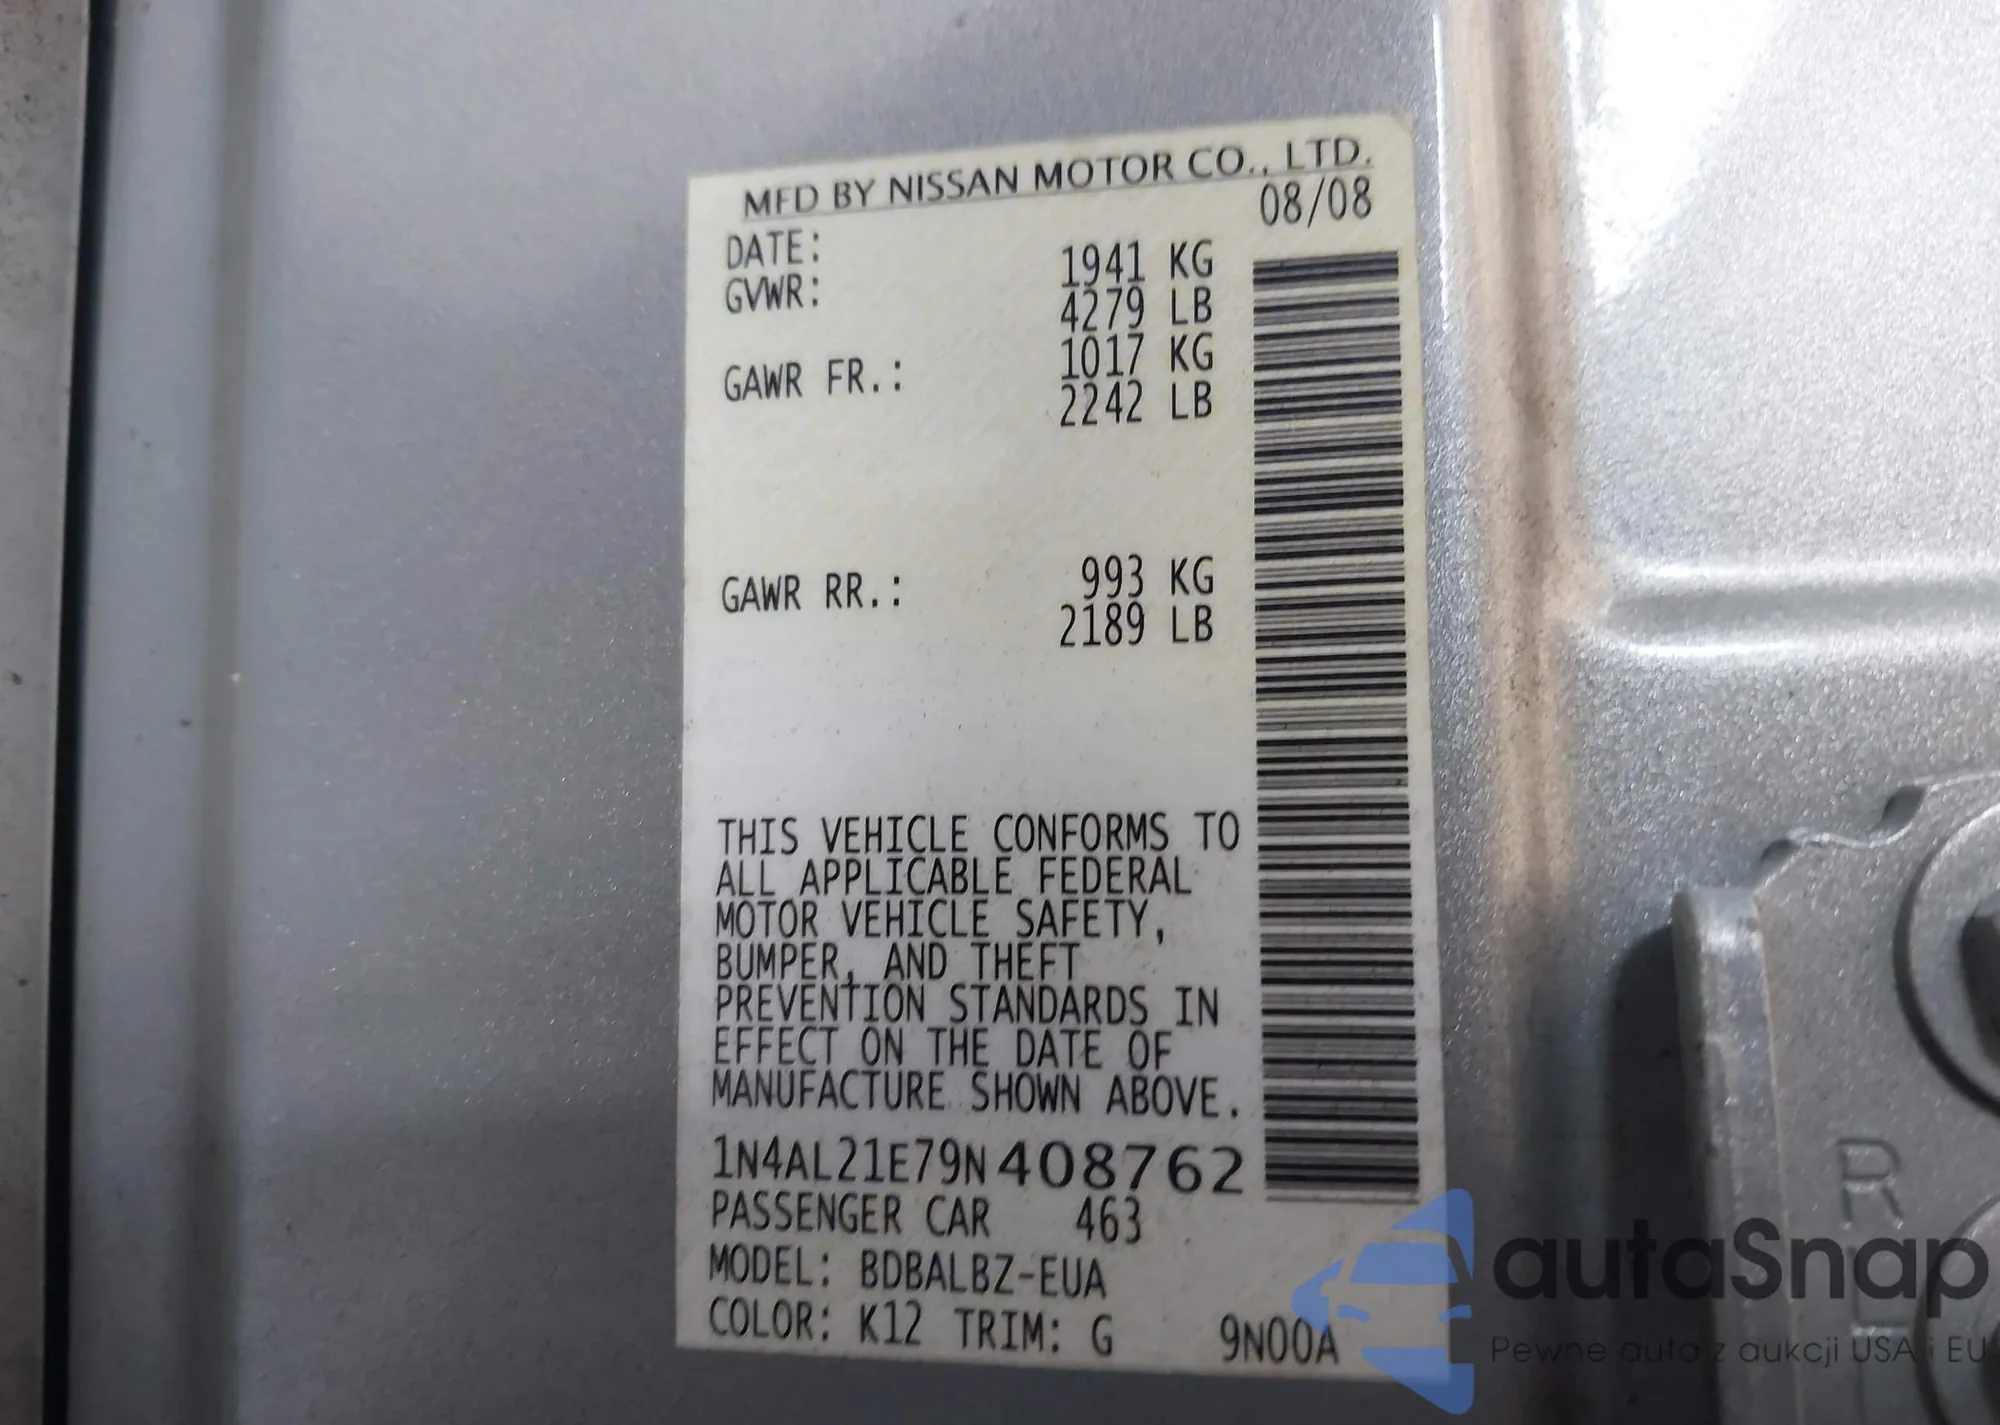 MFD BY NISSAN MOTOR CO., LTD.
DATE: 08/08
GVWR: 1941 KG
4279 LB
GAWR FR.: 1017 KG
2242 LB
GAWR RR.: 993 KG
2189 LB
THIS VEHICLE CONFORMS TO
ALL APPLICABLE FEDERAL
MOTOR VEHICLE SAFETY,
BUMPER, AND THEFT
PREVENTION STANDARDS IN
EFFECT ON THE DATE OF
MANUFACTURE SHOWN ABOVE.
1N4AL21E79N408762
PASSENGER CAR 463
MODEL: BDBALBZ-EUA
COLOR: K12 TRIM: G 9N00A
R
autaSnap
Pewne auto z aukcji USA i EU